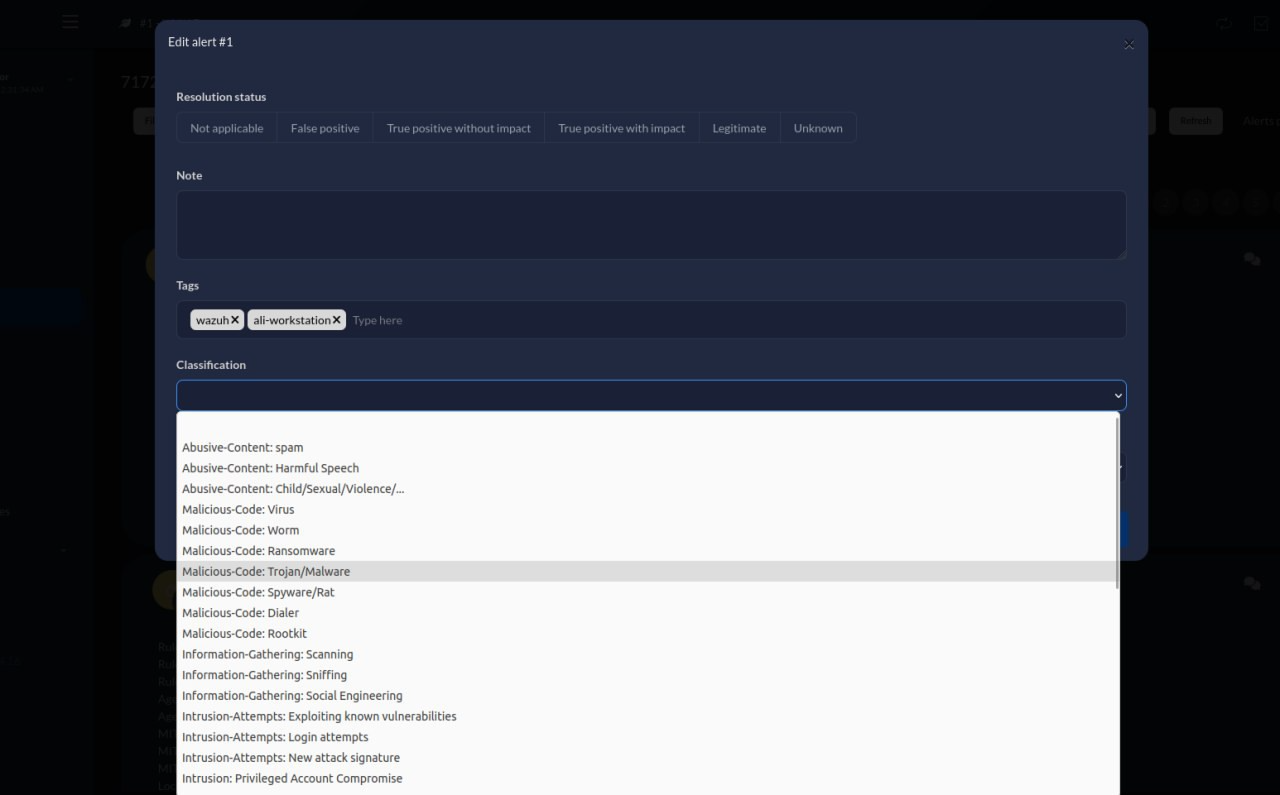 #1
Edit alert #1
7172
Resolution status
Not applicable False positive True positive without impact True positive with impact Legitimate Unknown
Refresh
Note
Tags
wazuh ali-workstation Type here
Classification
Abusive-Content: spam
Abusive-Content: Harmful Speech
Abusive-Content: Child/Sexual/Violence/...
Malicious-Code: Virus
Malicious-Code: Worm
Malicious-Code: Ransomware
Malicious-Code: Trojan/Malware
Malicious-Code: Spyware/Rat
Malicious-Code: Dialer
Malicious-Code: Rootkit
Information-Gathering: Scanning
Information-Gathering: Sniffing
Information-Gathering: Social Engineering
Intrusion-Attempts: Exploiting known vulnerabilities
Intrusion-Attempts: Login attempts
Intrusion-Attempts: New attack signature
Intrusion: Privileged Account Compromise